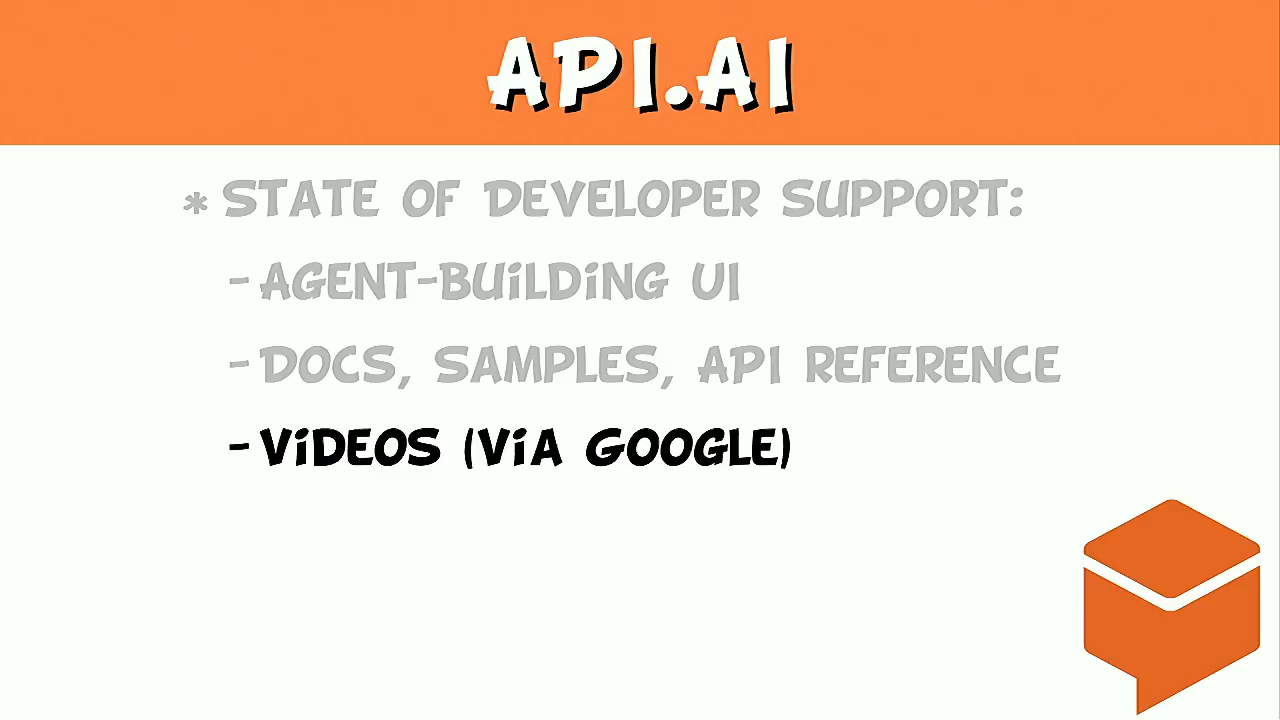 API.AI
* STATE OF DEVELOPER SUPPORT:
- AGENT-BUILDING UI
- DOCS, SAMPLES, API REFERENCE
- VIDEOS (VIA GOOGLE)